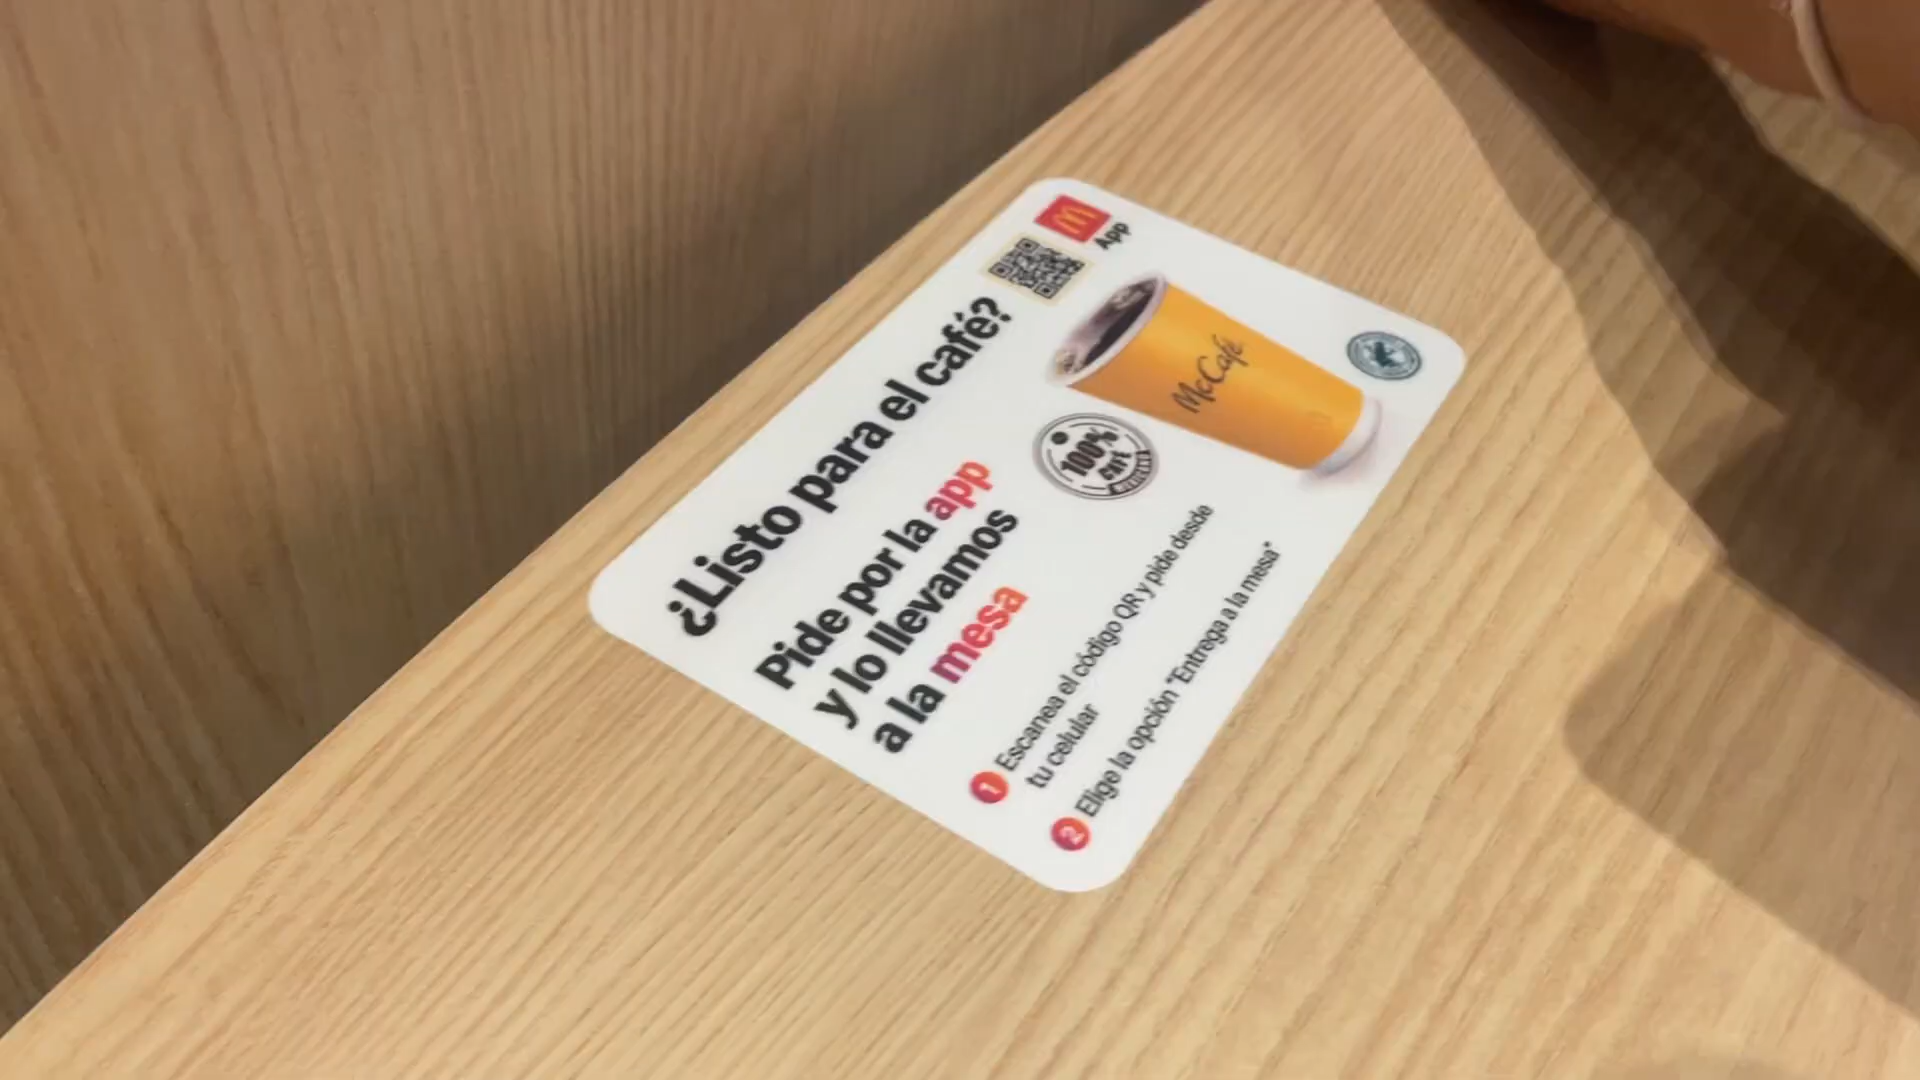 ¿Listo para el café?
App
Pide por la app
y lo llevamos
a la mesa
100%
café
McCafé
1 Escanea el código QR y pide desde
tu celular
2 Elige la opción "Entrega a la mesa"